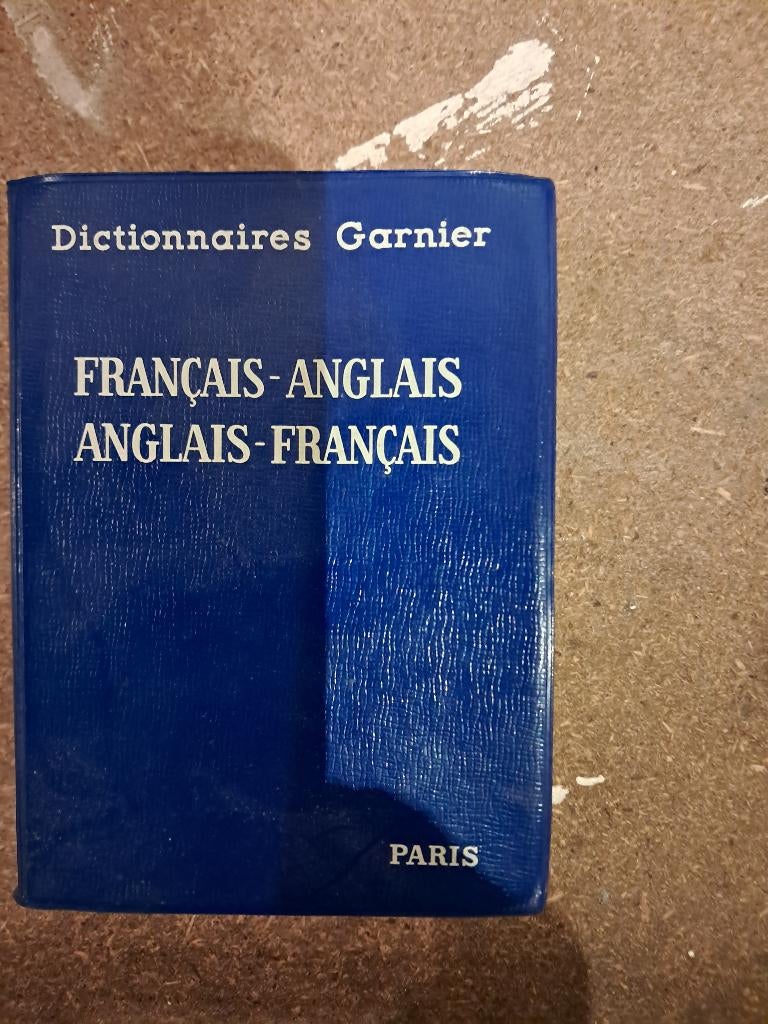 Dictionnaires Garnier
FRANÇAIS-ANGLAIS
ANGLAIS-FRANÇAIS
PARIS